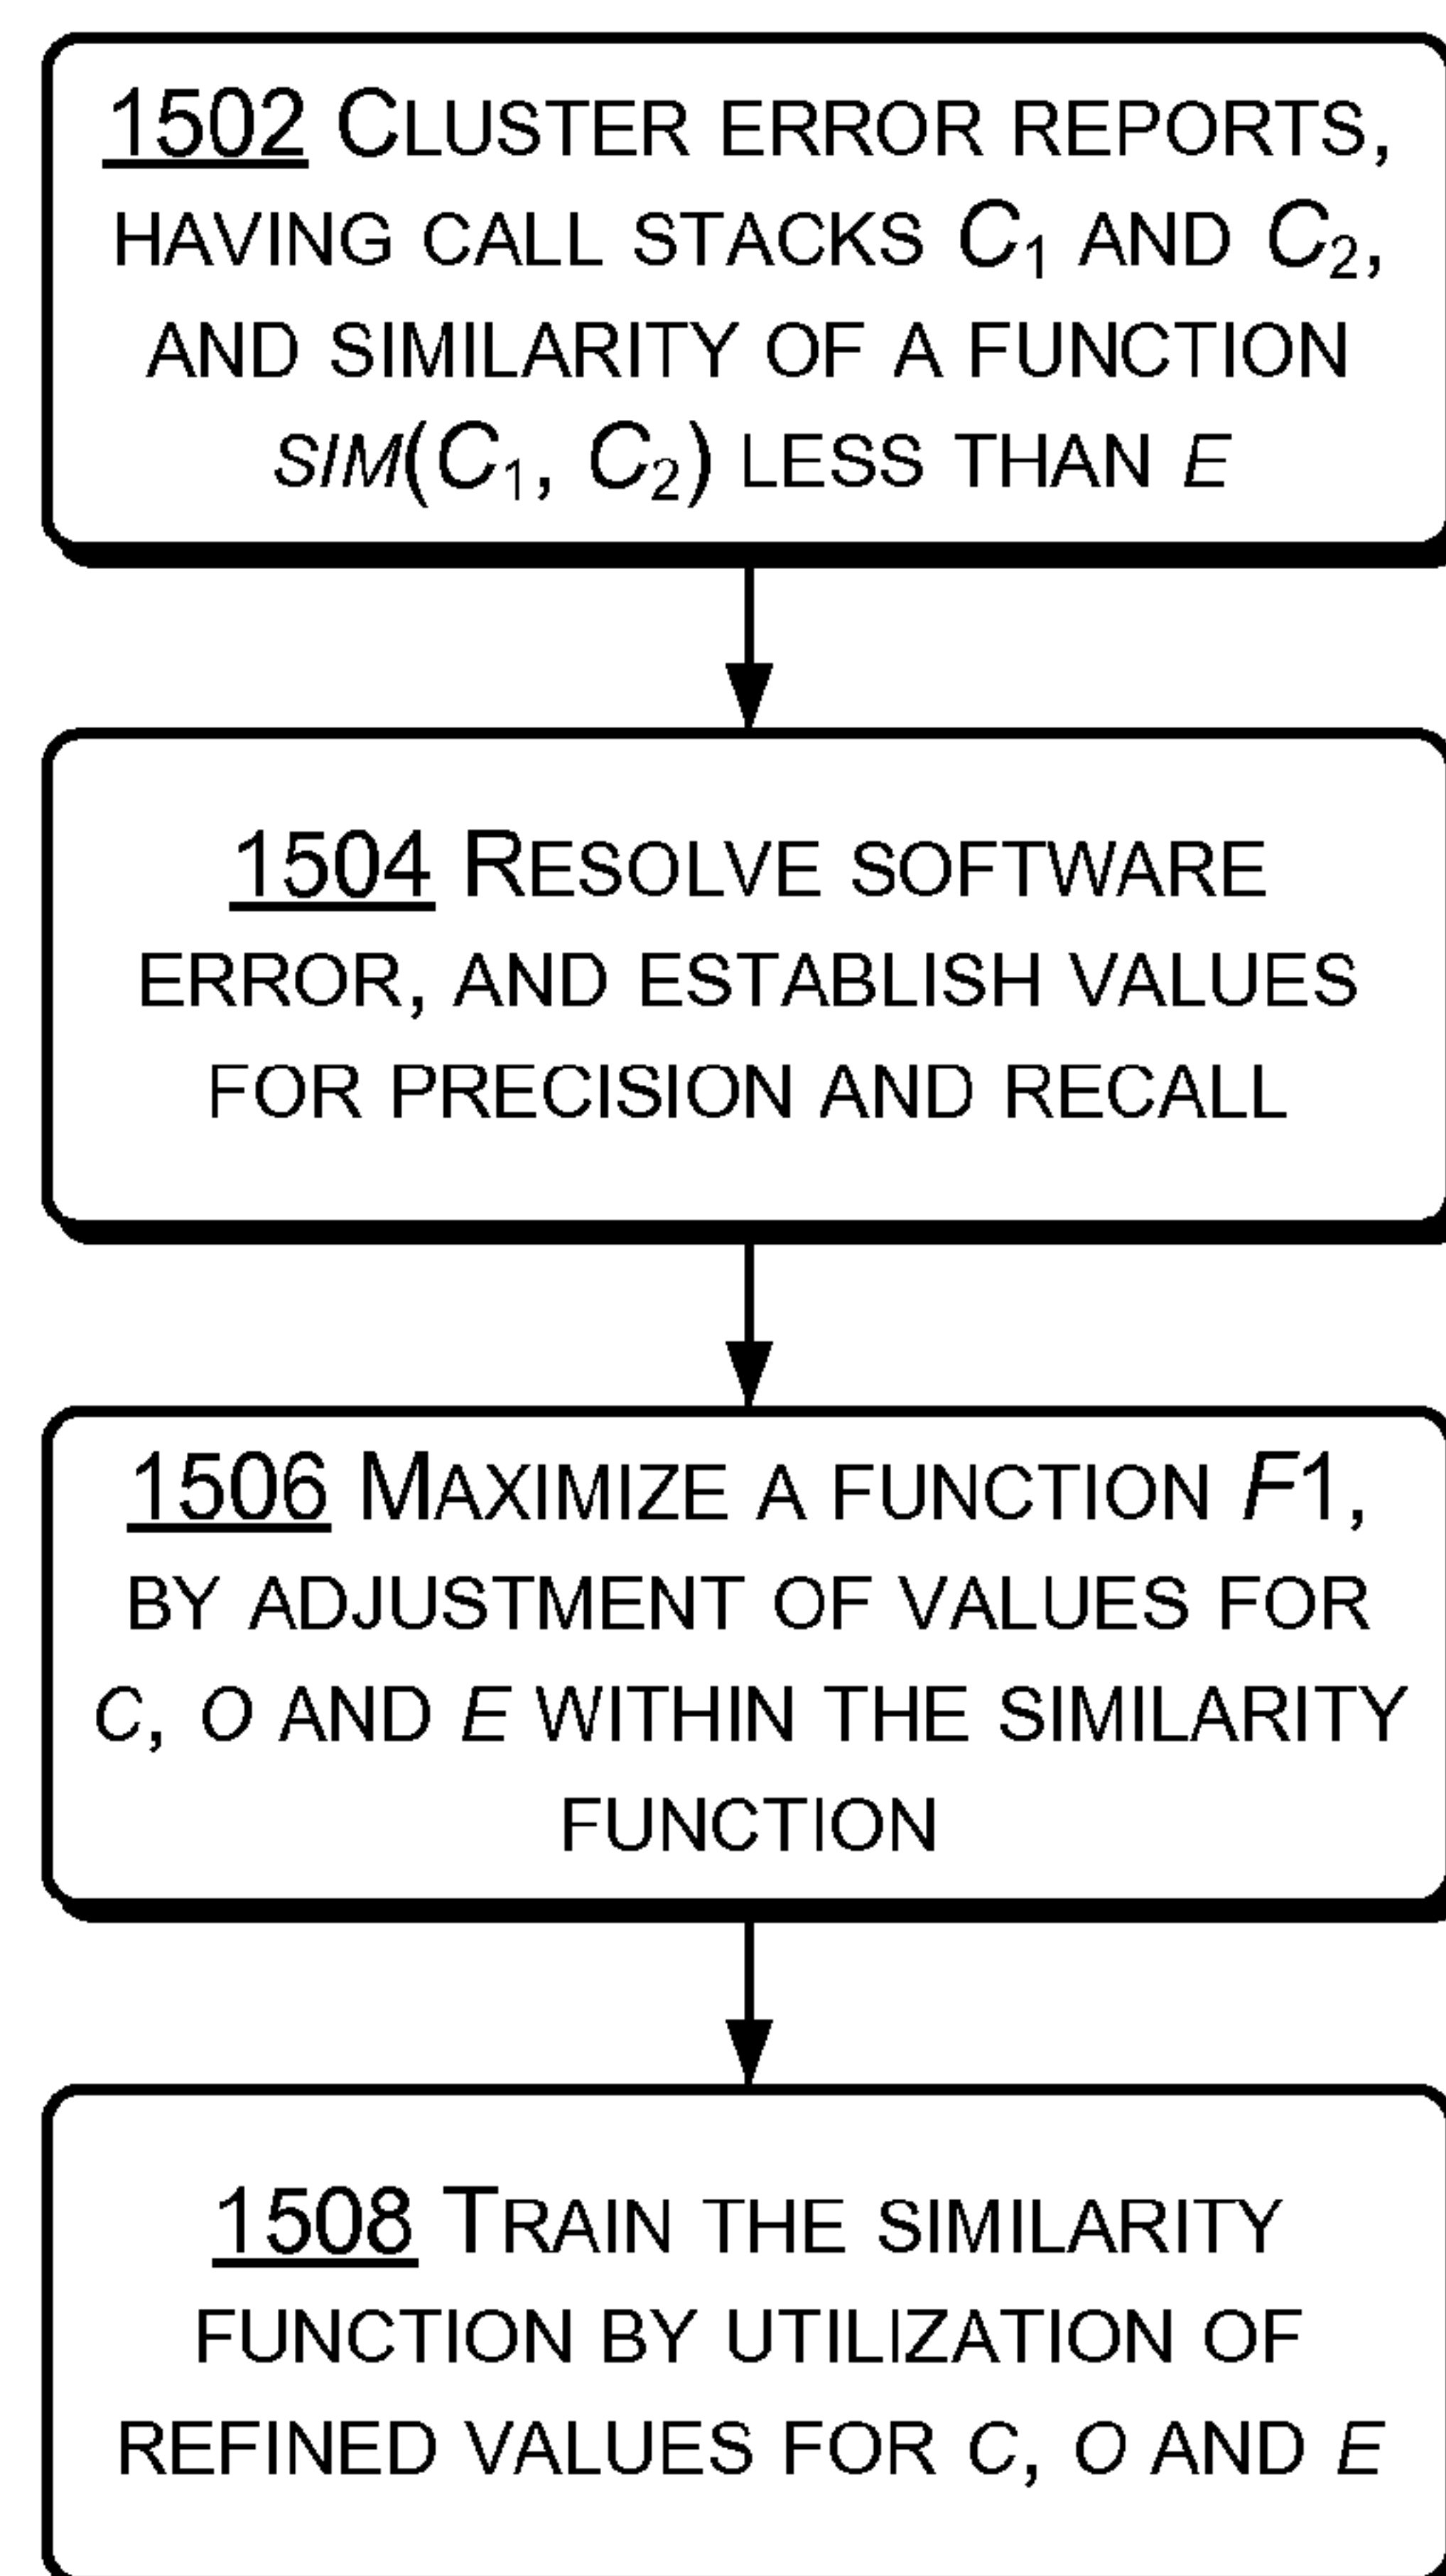 1502 CLUSTER ERROR REPORTS,
HAVING CALL STACKS C₁ AND C₂,
AND SIMILARITY OF A FUNCTION
SIM(C₁, C₂) LESS THAN E
1504 RESOLVE SOFTWARE
ERROR, AND ESTABLISH VALUES
FOR PRECISION AND RECALL
1506 MAXIMIZE A FUNCTION F1,
BY ADJUSTMENT OF VALUES FOR
C, O AND E WITHIN THE SIMILARITY
FUNCTION
1508 TRAIN THE SIMILARITY
FUNCTION BY UTILIZATION OF
REFINED VALUES FOR C, O AND E